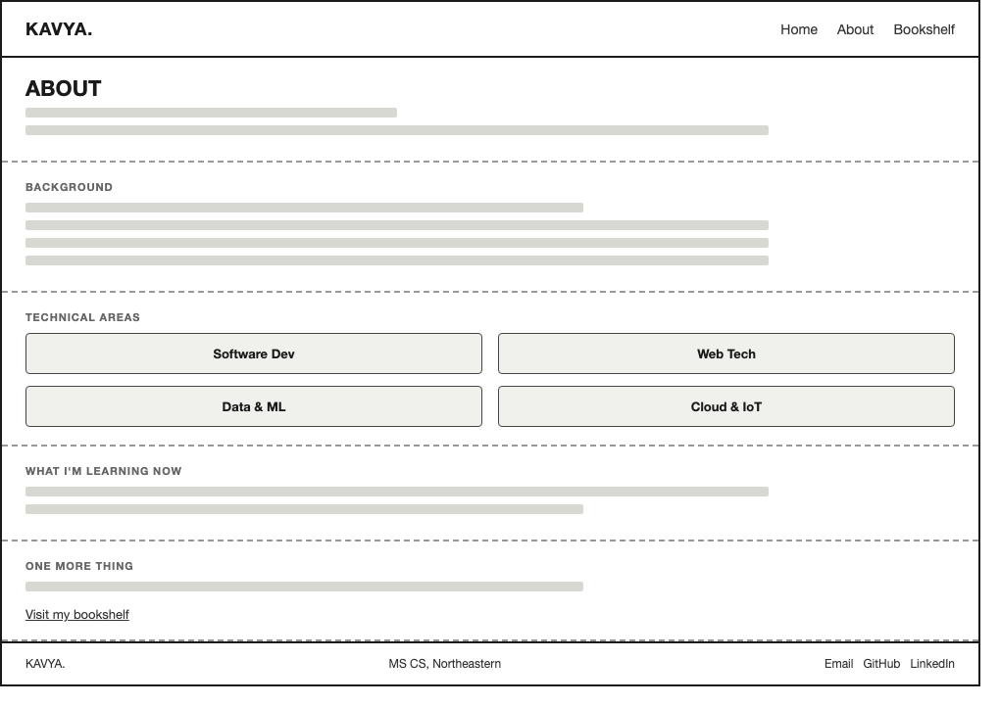 KAVYA. Home About Bookshelf
ABOUT
BACKGROUND
TECHNICAL AREAS
Software Dev Web Tech
Data & ML Cloud & IoT
WHAT I'M LEARNING NOW
ONE MORE THING
Visit my bookshelf
KAVYA. MS CS, Northeastern Email GitHub LinkedIn